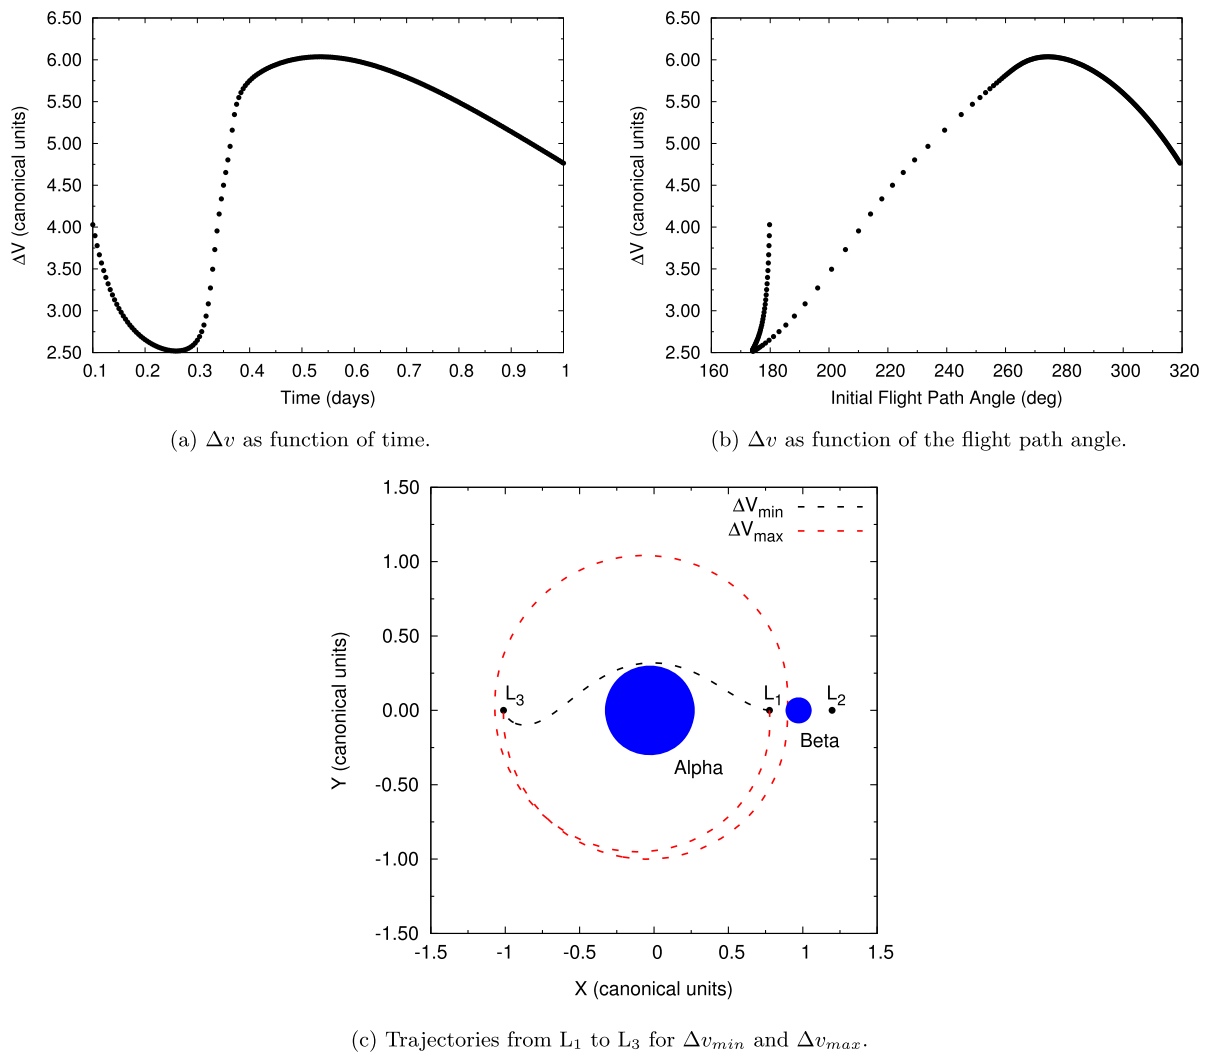 6.50
6.00
5.50
5.00
4.50
4.00
3.50
3.00
2.50
ΔV (canonical units)
0.1 0.2 0.3 0.4 0.5 0.6 0.7 0.8 0.9 1
Time (days)
(a) Δv as function of time.
6.50
6.00
5.50
5.00
4.50
4.00
3.50
3.00
2.50
ΔV (canonical units)
160 180 200 220 240 260 280 300 320
Initial Flight Path Angle (deg)
(b) Δv as function of the flight path angle.
1.50
1.00
0.50
0.00
-0.50
-1.00
-1.50
Y (canonical units)
ΔVmin
ΔVmax
L3
L1
L2
Beta
Alpha
-1.5 -1 -0.5 0 0.5 1 1.5
X (canonical units)
(c) Trajectories from L1 to L3 for Δvmin and Δvmax.